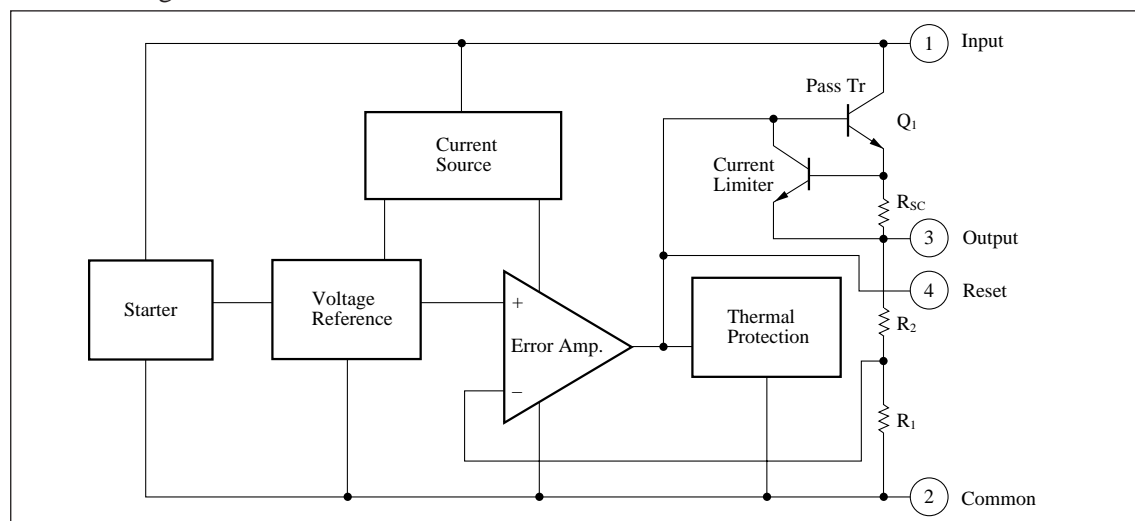 1 Input
Pass Tr
Q1
Current
Source
Current
Limiter
RSC
3 Output
4 Reset
Starter
Voltage
Reference
+
Error Amp.
−
Thermal
Protection
R2
R1
2 Common